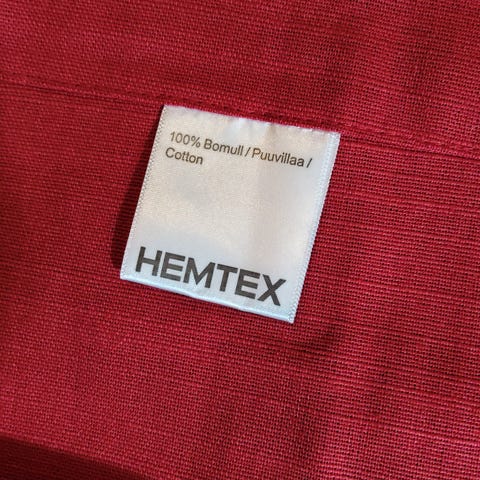 100% Bomull / Puuvillaa /
Cotton
HEMTEX